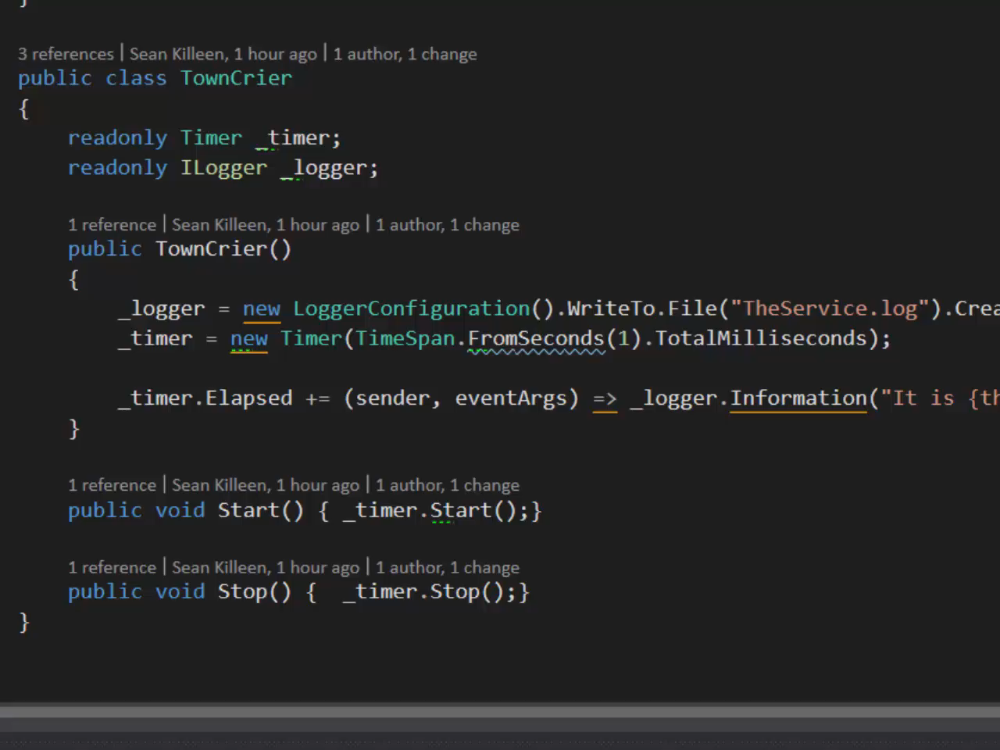 }
3 references | Sean Killeen, 1 hour ago | 1 author, 1 change
public class TownCrier
{
readonly Timer _timer;
readonly ILogger _logger;
1 reference | Sean Killeen, 1 hour ago | 1 author, 1 change
public TownCrier()
{
_logger = new LoggerConfiguration().WriteTo.File("TheService.log").Crea
_timer = new Timer(TimeSpan.FromSeconds(1).TotalMilliseconds);
_timer.Elapsed += (sender, eventArgs) => _logger.Information("It is {th
}
1 reference | Sean Killeen, 1 hour ago | 1 author, 1 change
public void Start() { _timer.Start();}
1 reference | Sean Killeen, 1 hour ago | 1 author, 1 change
public void Stop() {  _timer.Stop();}
}